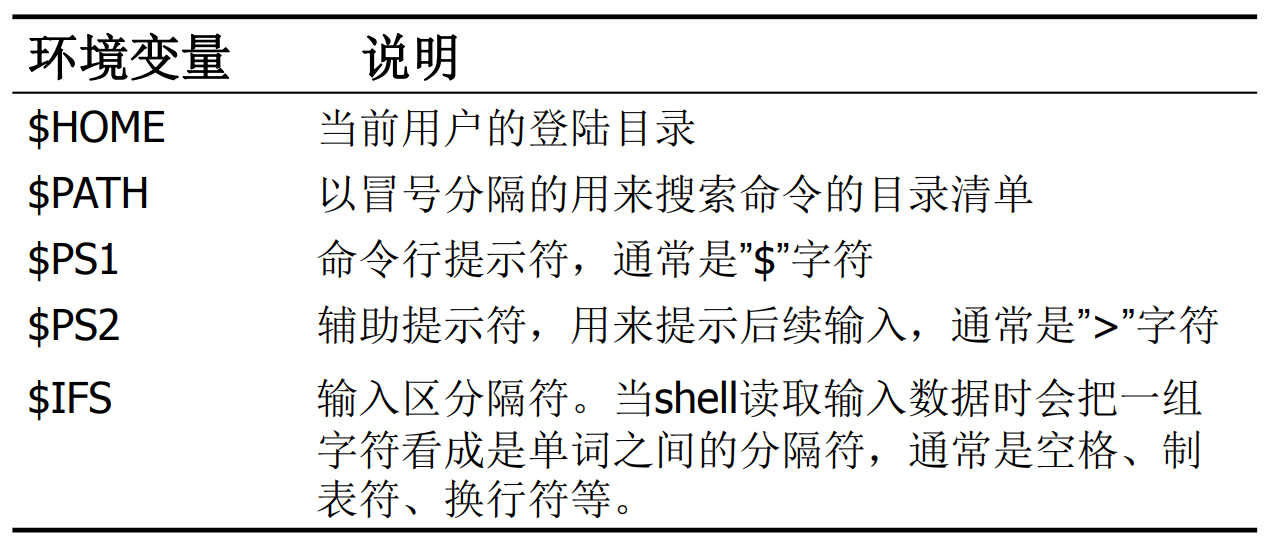 环境变量 说明
$HOME 当前用户的登陆目录
$PATH 以冒号分隔的用来搜索命令的目录清单
$PS1 命令行提示符，通常是”$”字符
$PS2 辅助提示符，用来提示后续输入，通常是”>”字符
$IFS 输入区分隔符。当shell读取输入数据时会把一组
字符看成是单词之间的分隔符，通常是空格、制
表符、换行符等。